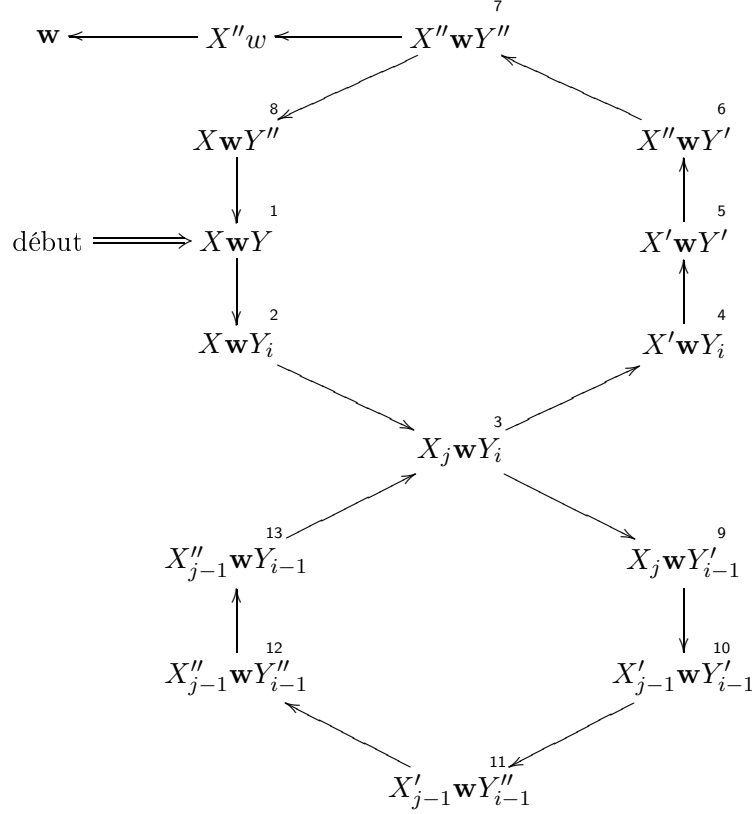 7
w X''w X''wY''
8 6
XwY'' X''wY'
1 5
début XwY X'wY'
2 4
XwY_i X'wY_i
3
X_jwY_i
13 9
X''_{j−1}wY_{i−1} X_jwY'_{i−1}
12 10
X''_{j−1}wY''_{i−1} X'_{j−1}wY'_{i−1}
11
X'_{j−1}wY''_{i−1}